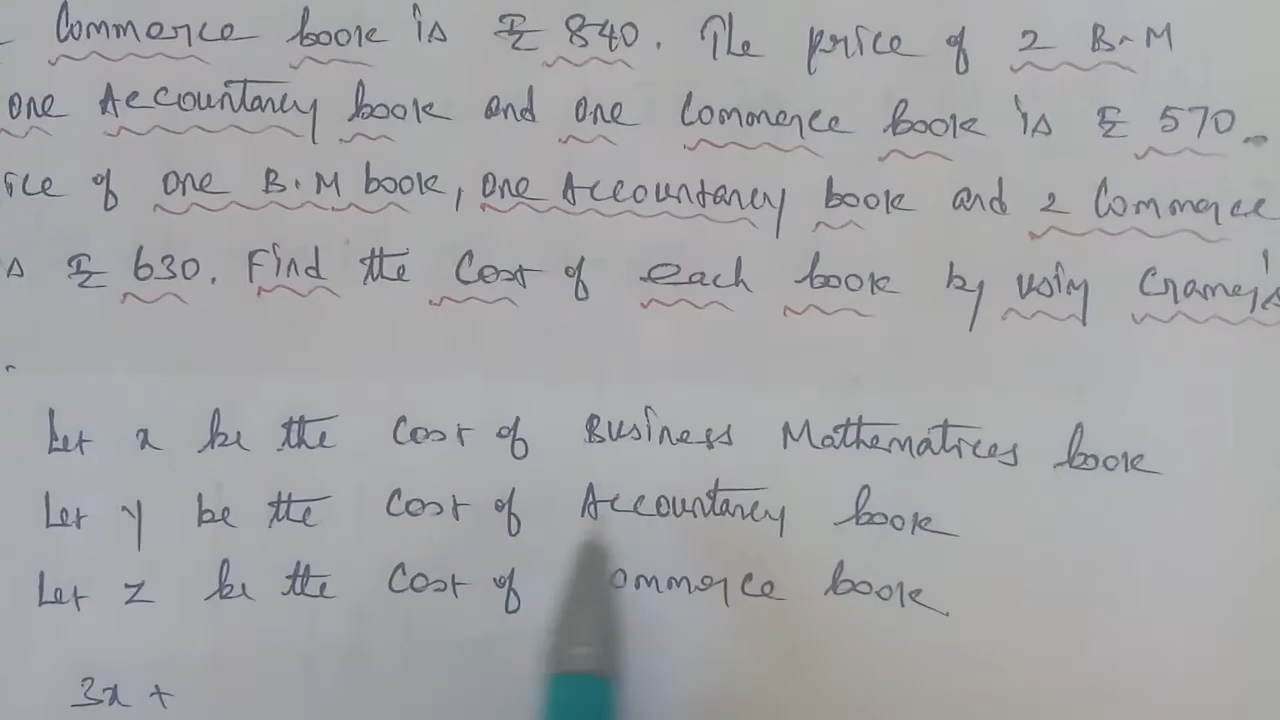 Commerce book is ₹ 840. The price of 2 B.M
one Accountancy book and one Commerce book is ₹ 570.
ice of one B.M book, one Accountancy book and 2 Commerce
s ₹ 630. Find the Cost of each book by using Cramer's
Let x be the Cost of Business Mathematices book
Let y be the Cost of Accountancy book
Let z be the Cost of ommerce book
3x +